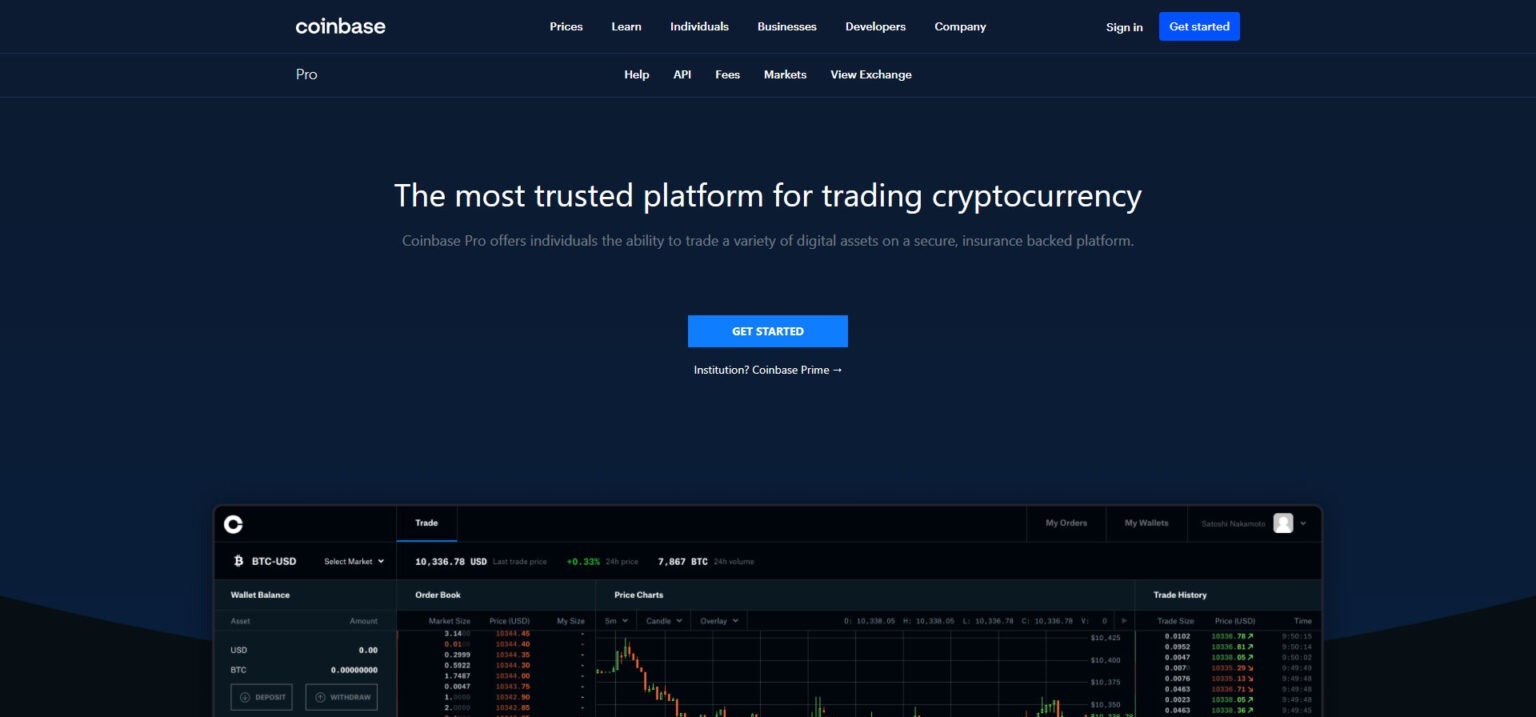 coinbase Prices Learn Individuals Businesses Developers Company Sign in Get started
Pro Help API Fees Markets View Exchange
The most trusted platform for trading cryptocurrency
Coinbase Pro offers individuals the ability to trade a variety of digital assets on a secure, insurance backed platform.
GET STARTED
Institution? Coinbase Prime →
Trade My Orders My Wallets Satoshi Nakamoto
BTC-USD Select Market 10,336.78 USD Last trade price +0.33% 24h price 7,867 BTC 24h volume
Wallet Balance Order Book Price Charts Trade History
Asset Amount Market Size Price (USD) My Size 5m Candle Overlay O: 10,338.05 H: 10,338.05 L: 10,336.78 C: 10,336.78 V: 0 Trade Size Price (USD) Time
3.1400 10344.45 - $10,425 0.0102 10336.78↗ 9:50:15
0.0100 10344.40 - 0.0952 10336.81↗ 9:50:14
USD 0.00 0.2999 10344.35 - $10,400 0.0047 10338.05↗ 9:50:02
0.5922 10344.30 - 0.007 10335.29↘ 9:49:49
BTC 0.00000000 1.7487 10344.00 - $10,375 0.0076 10335.13↘ 9:49:48
0.0047 10343.75 - 0.0463 10336.71↘ 9:49:48
DEPOSIT WITHDRAW 1.0000 10342.90 - $10,350 0.0023 10338.05↗ 9:49:48
2.0000 10342.85 - 0.0463 10338.36↗ 9:49:45